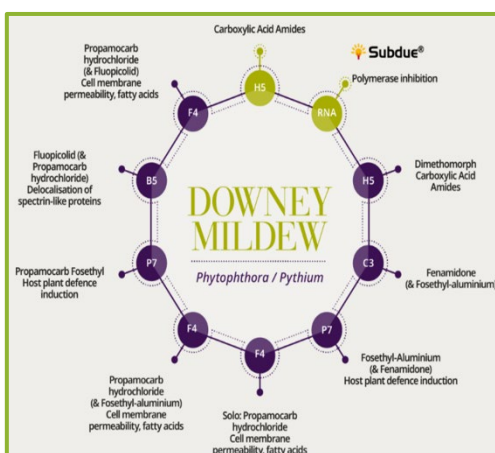 Carboxylic Acid Amides
H5
Subdue®
Polymerase inhibition
RNA
Dimethomorph
Carboxylic Acid
Amides
H5
Fenamidone
(& Fosethyl-aluminium)
C3
Fosethyl-Aluminium
(& Fenamidone)
Host plant defence induction
P7
Solo: Propamocarb
hydrochloride
Cell membrane
permeability, fatty acids
F4
Propamocarb
hydrochloride
(& Fosethyl-aluminium)
Cell membrane
permeability, fatty acids
F4
Propamocarb Fosethyl
Host plant defence
induction
P7
Fluopicolid (&
Propamocarb
hydrochloride)
Delocalisation of
spectrin-like proteins
B5
Propamocarb
hydrochloride
(& Fluopicolid)
Cell membrane
permeability, fatty acids
F4
DOWNEY
MILDEW
Phytophthora / Pythium